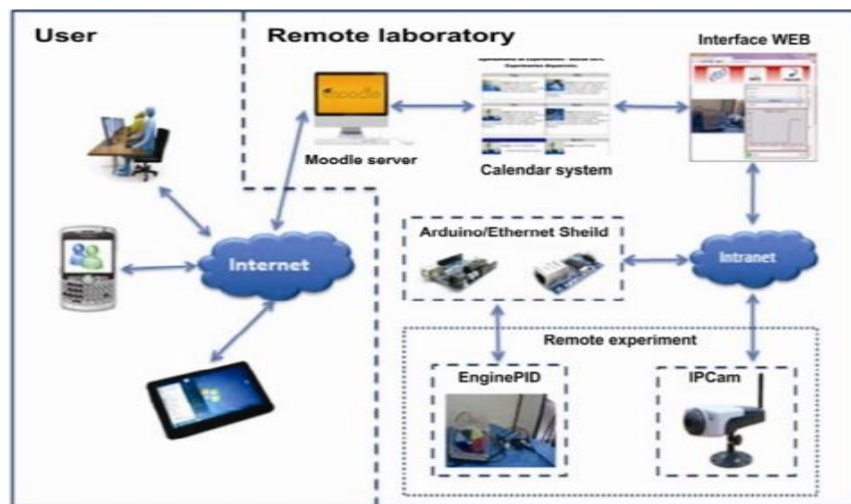 User
Remote laboratory
Interface WEB
moodle
Moodle server
Calendar system
Internet
Arduino/Ethernet Sheild
Intranet
Remote experiment
EnginePID
IPCam